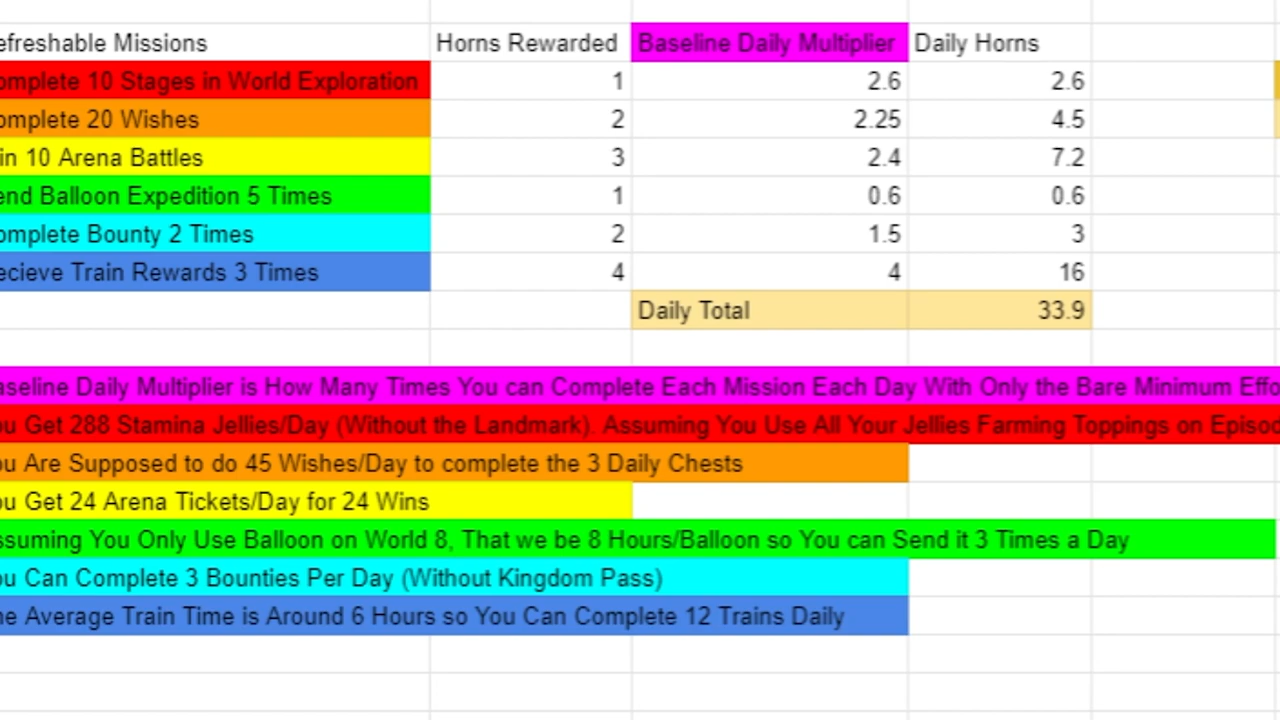 efreshable Missions Horns Rewarded Baseline Daily Multiplier Daily Horns
omplete 10 Stages in World Exploration 1 2.6 2.6
omplete 20 Wishes 2 2.25 4.5
in 10 Arena Battles 3 2.4 7.2
end Balloon Expedition 5 Times 1 0.6 0.6
omplete Bounty 2 Times 2 1.5 3
ecieve Train Rewards 3 Times 4 4 16
Daily Total 33.9
aseline Daily Multiplier is How Many Times You can Complete Each Mission Each Day With Only the Bare Minimum Effo
ou Get 288 Stamina Jellies/Day (Without the Landmark). Assuming You Use All Your Jellies Farming Toppings on Episod
ou Are Supposed to do 45 Wishes/Day to complete the 3 Daily Chests
ou Get 24 Arena Tickets/Day for 24 Wins
ssuming You Only Use Balloon on World 8, That we be 8 Hours/Balloon so You can Send it 3 Times a Day
ou Can Complete 3 Bounties Per Day (Without Kingdom Pass)
he Average Train Time is Around 6 Hours so You Can Complete 12 Trains Daily